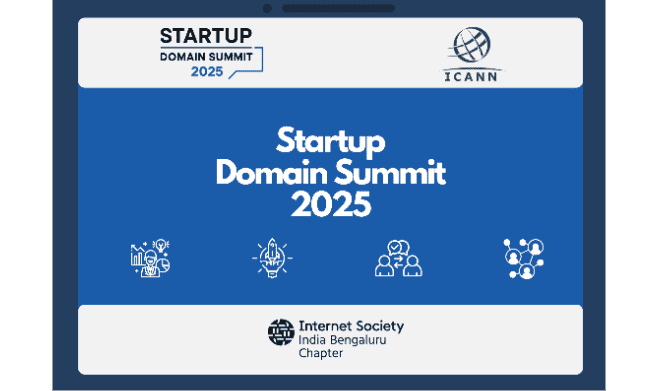 STARTUP
DOMAIN SUMMIT
2025
ICANN
Startup
Domain Summit
2025
Internet Society
India Bengaluru
Chapter